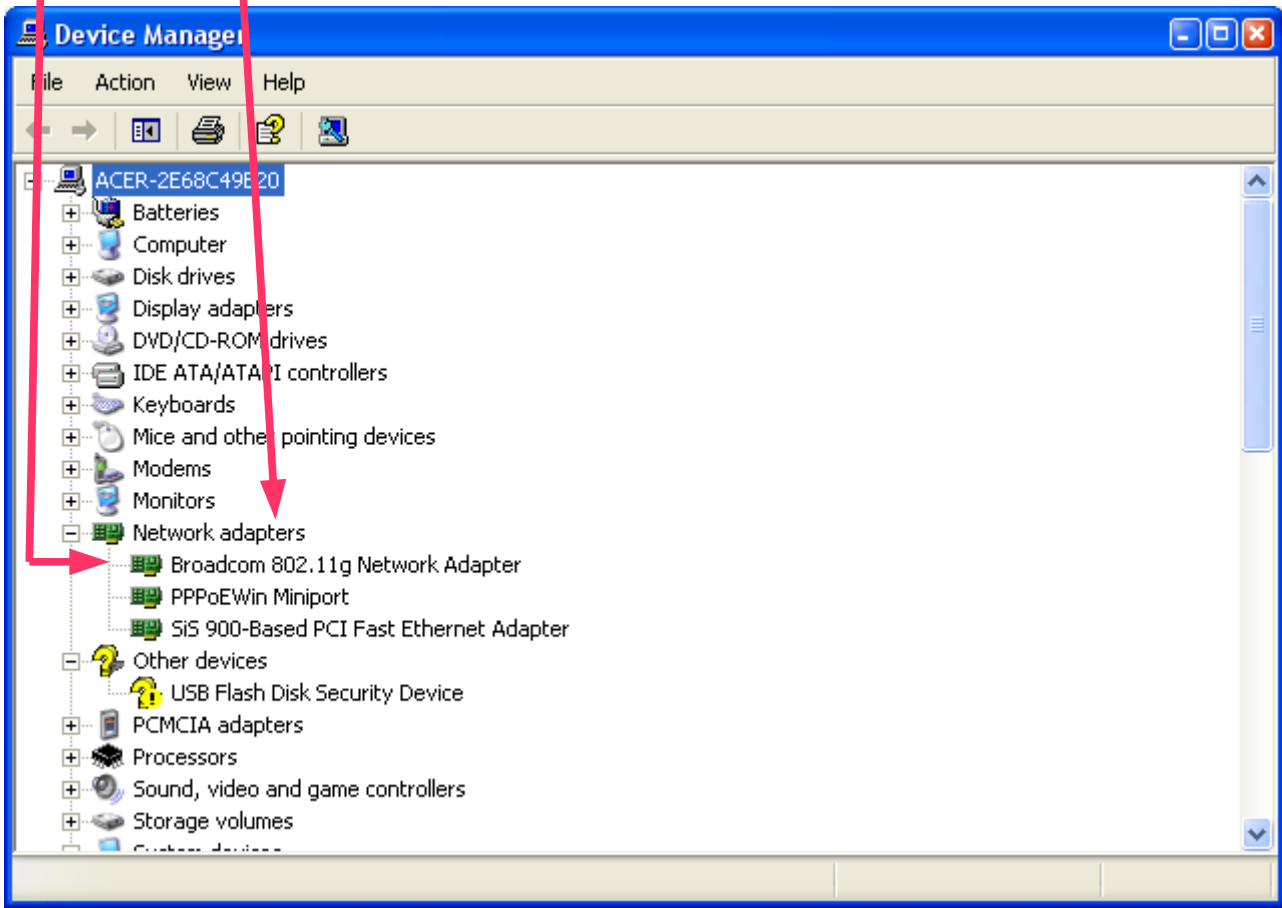 Device Manager
File Action View Help
ACER-2E68C49B20
Batteries
Computer
Disk drives
Display adapters
DVD/CD-ROM drives
IDE ATA/ATAPI controllers
Keyboards
Mice and other pointing devices
Modems
Monitors
Network adapters
Broadcom 802.11g Network Adapter
PPPoEWin Miniport
SiS 900-Based PCI Fast Ethernet Adapter
Other devices
USB Flash Disk Security Device
PCMCIA adapters
Processors
Sound, video and game controllers
Storage volumes
System devices